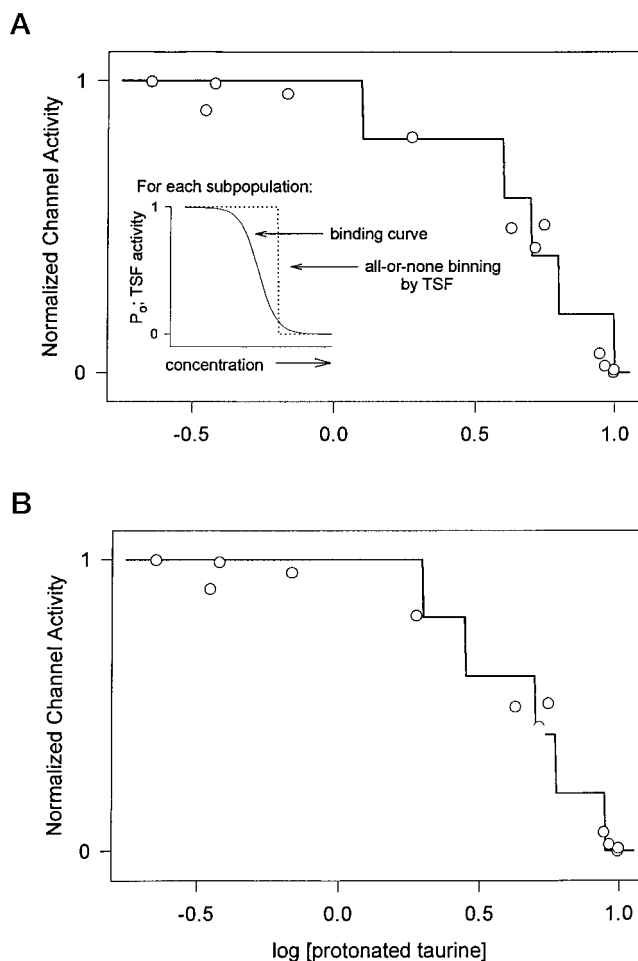 A
Normalized Channel Activity
1
0
For each subpopulation:
Po; TSF activity
1
0
binding curve
all-or-none binning
by TSF
concentration
-0.5 0.0 0.5 1.0
B
Normalized Channel Activity
1
0
-0.5 0.0 0.5 1.0
log [protonated taurine]